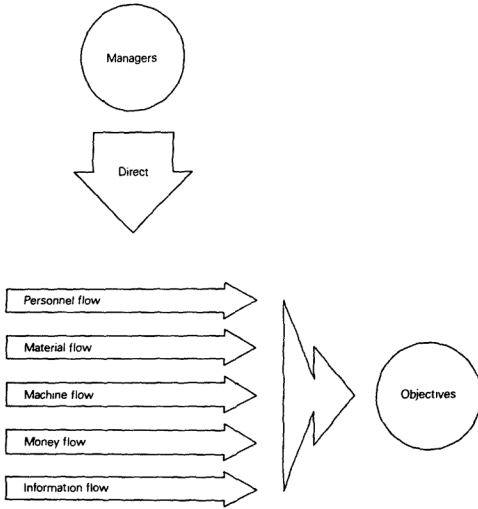 Managers
Direct
Personnel flow
Material flow
Machine flow
Money flow
Information flow
Objectives